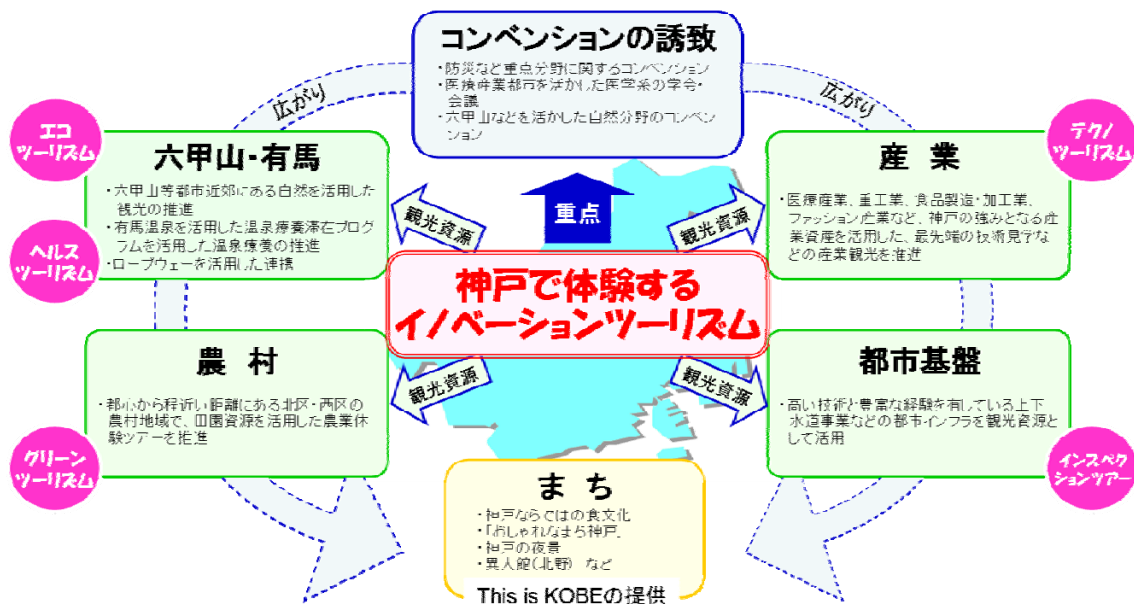 コンベンションの誘致
・防災など重点分野に関するコンベンション
・医療産業都市を活かした医学系の学会・
会議
・六甲山などを活かした自然分野のコンベン
ション
広がり
広がり
エコ
ツーリズム
六甲山・有馬
・六甲山等都市近郊にある自然を活用した
観光の推進
・有馬温泉を活用した温泉療養滞在プログ
ラムを活用した温泉療養の推進
・ロープウェーを活用した連携
ヘルス
ツーリズム
テクノ
ツーリズム
産 業
・医療産業、重工業、食品製造・加工業、
ファッション産業など、神戸の強みとなる産
業資産を活用した、最先端の技術見学な
どの産業観光を推進
重点
観光資源
観光資源
神戸で体験する
イノベーションツーリズム
観光資源
観光資源
農 村
・都心から程近い距離にある北区・西区の
農村地域で、田園資源を活用した農業体
験ツアーを推進
グリーン
ツーリズム
都市基盤
・高い技術と豊富な経験を有している上下
水道事業などの都市インフラを観光資源と
して活用
インスペク
ションツアー
ま ち
・神戸ならではの食文化
・「おしゃれなまち神戸」
・神戸の夜景
・異人館(北野) など
This is KOBEの提供